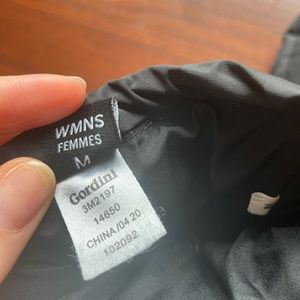 WMNS
FEMMES
M
Gordini
3M2197
14650
CHINA/04 20
102092